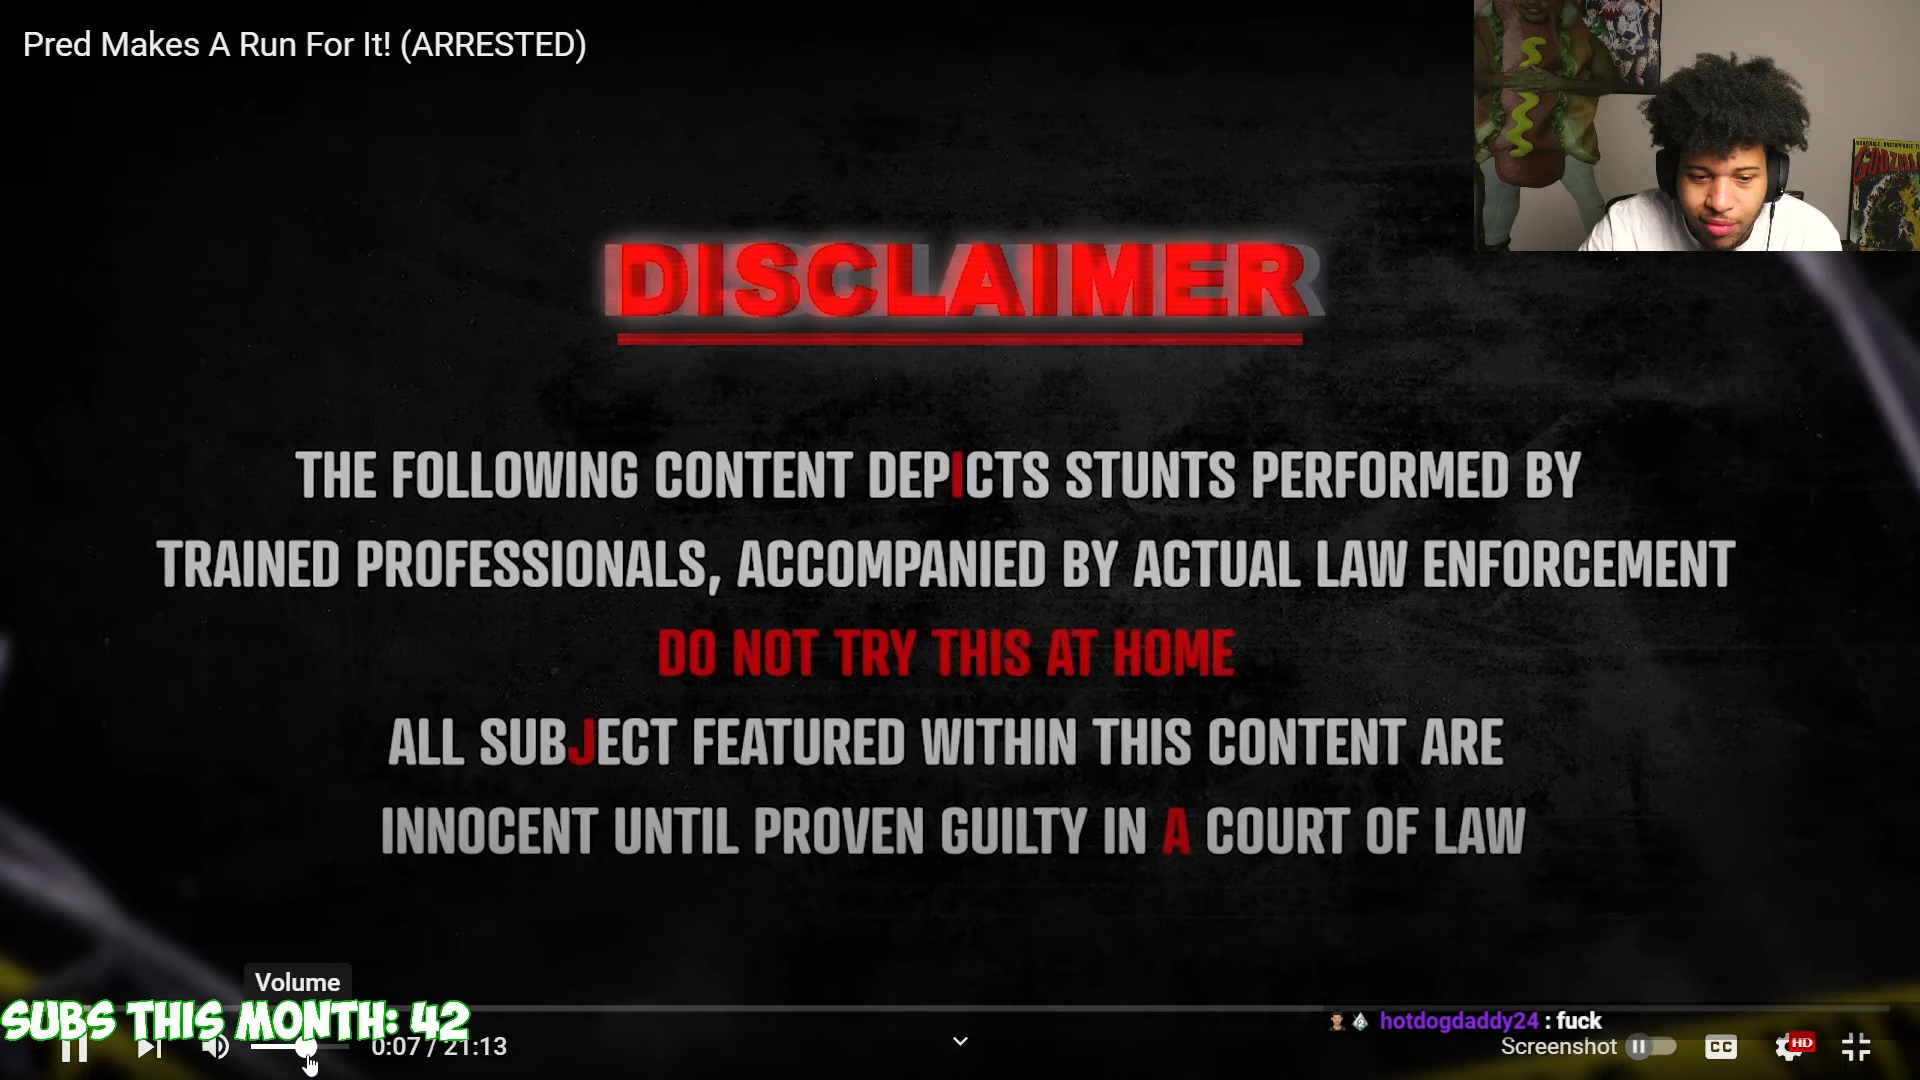 Pred Makes A Run For It! (ARRESTED)
GODZILL
DISCLAIMER
THE FOLLOWING CONTENT DEPICTS STUNTS PERFORMED BY
TRAINED PROFESSIONALS, ACCOMPANIED BY ACTUAL LAW ENFORCEMENT
DO NOT TRY THIS AT HOME
ALL SUBJECT FEATURED WITHIN THIS CONTENT ARE
INNOCENT UNTIL PROVEN GUILTY IN A COURT OF LAW
Volume
SUBS THIS MONTH: 42
hotdogdaddy24 : fuck
0:07 / 21:13
Screenshot
CC
HD